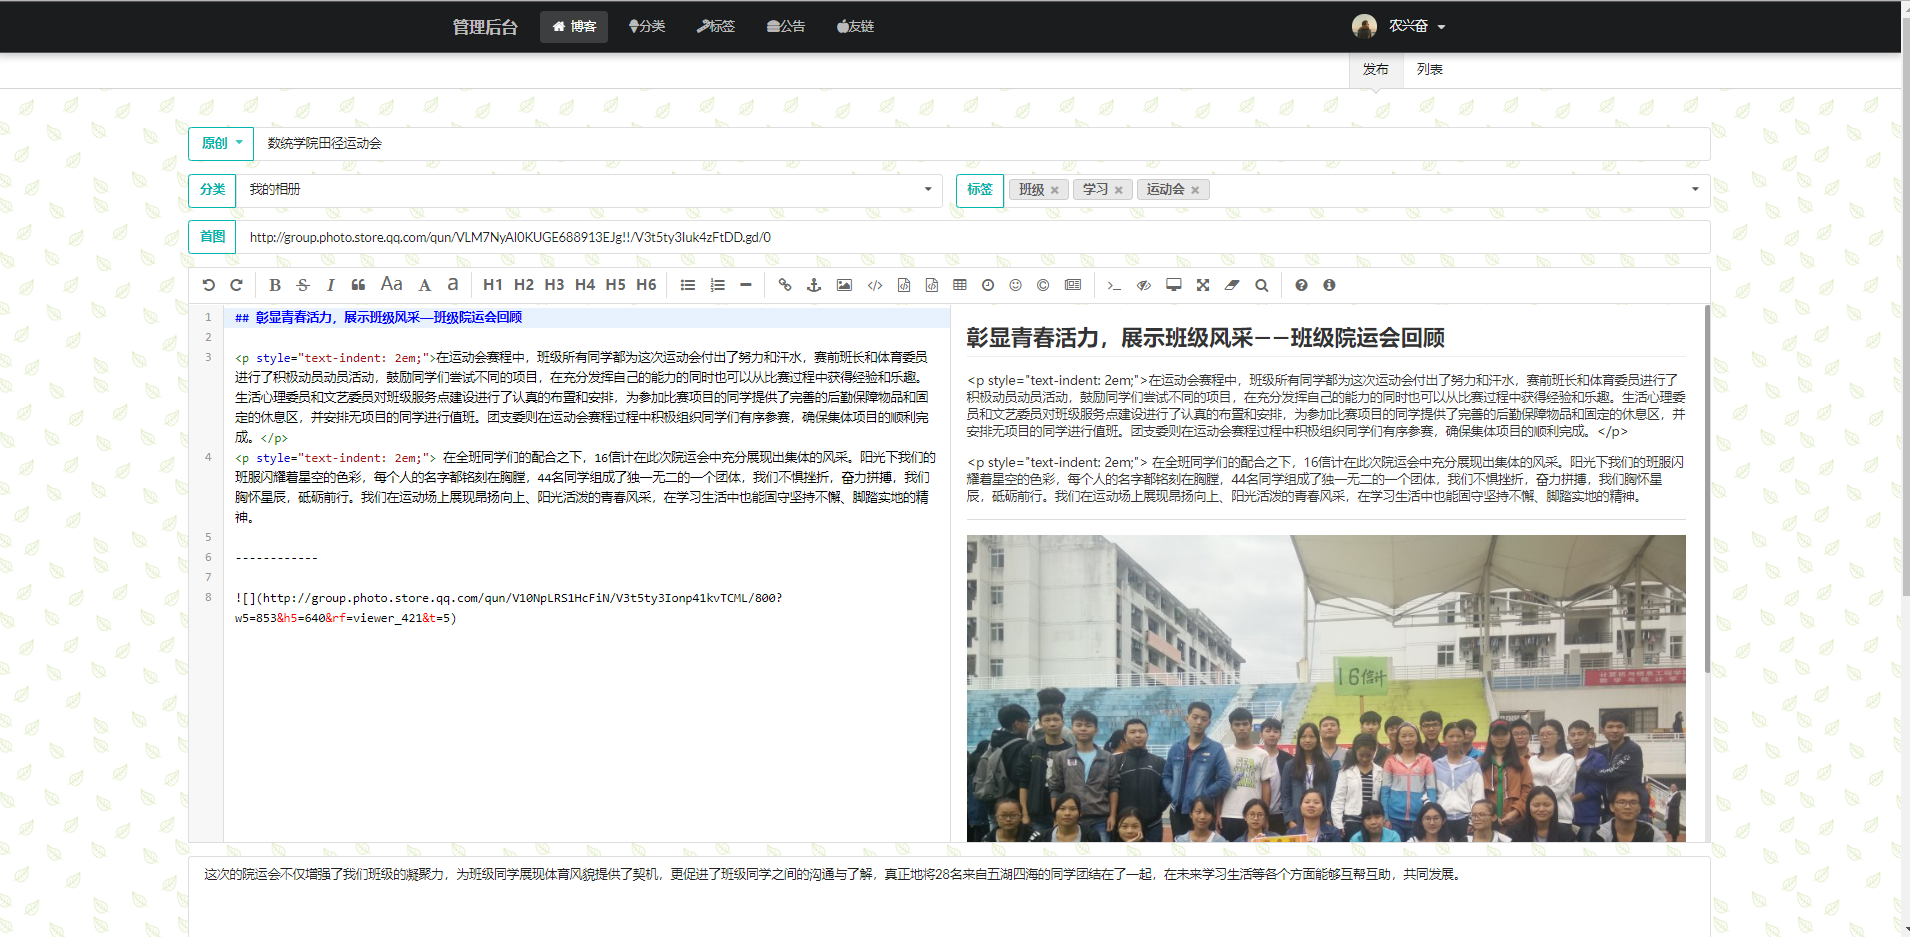 管理后台 博客 分类 标签 公告 友链 农兴奋
发布 列表
原创 数统学院田径运动会
分类 我的相册 标签 班级 × 学习 × 运动会 ×
首图 http://group.photo.store.qq.com/qun/VLM7NyAl0KUGE688913EJg!!/V3t5ty3Iuk4zFtDD.gd/0
B S I “ Aa A a H1 H2 H3 H4 H5 H6
1 ## 彰显青春活力，展示班级风采——班级院运会回顾
2
3 <p style="text-indent: 2em;">在运动会赛程中，班级所有同学都为这次运动会付出了努力和汗水，赛前班长和体育委员
进行了积极动员动员活动，鼓励同学们尝试不同的项目，在充分发挥自己的能力的同时也可以从比赛过程中获得经验和乐趣。
生活心理委员和文艺委员对班级服务点建设进行了认真的布置和安排，为参加比赛项目的同学提供了完善的后勤保障物品和固
定的休息区，并安排无项目的同学进行值班。团支委则在运动会赛程过程中积极组织同学们有序参赛，确保集体项目的顺利完
成。</p>
4 <p style="text-indent: 2em;"> 在全班同学们的配合之下，16信计在此次院运会中充分展现出集体的风采。阳光下我们的
班服闪耀着星空的色彩，每个人的名字都铭刻在胸膛，44名同学组成了独一无二的一个团体，我们不惧挫折，奋力拼搏，我们
胸怀星辰，砥砺前行。我们在运动场上展现昂扬向上、阳光活泼的青春风采，在学习生活中也能固守坚持不懈、脚踏实地的精
神。
5
6 ------------
7
8 ![](http://group.photo.store.qq.com/qun/V10NpLRS1HcFiN/V3t5ty3Ionp41kvTCML/800?
w5=853&h5=640&rf=viewer_421&t=5)
彰显青春活力，展示班级风采——班级院运会回顾
<p style="text-indent: 2em;">在运动会赛程中，班级所有同学都为这次运动会付出了努力和汗水，赛前班长和体育委员进行了
积极动员动员活动，鼓励同学们尝试不同的项目，在充分发挥自己的能力的同时也可以从比赛过程中获得经验和乐趣。生活心理委
员和文艺委员对班级服务点建设进行了认真的布置和安排，为参加比赛项目的同学提供了完善的后勤保障物品和固定的休息区，并
安排无项目的同学进行值班。团支委则在运动会赛程过程中积极组织同学们有序参赛，确保集体项目的顺利完成。</p>
<p style="text-indent: 2em;"> 在全班同学们的配合之下，16信计在此次院运会中充分展现出集体的风采。阳光下我们的班服闪
耀着星空的色彩，每个人的名字都铭刻在胸膛，44名同学组成了独一无二的一个团体，我们不惧挫折，奋力拼搏，我们胸怀星
辰，砥砺前行。我们在运动场上展现昂扬向上、阳光活泼的青春风采，在学习生活中也能固守坚持不懈、脚踏实地的精神。
16信计
这次的院运会不仅增强了我们班级的凝聚力，为班级同学展现体育风貌提供了契机，更促进了班级同学之间的沟通与了解，真正地将28名来自五湖四海的同学团结在了一起，在未来学习生活等各个方面能够互帮互助，共同发展。